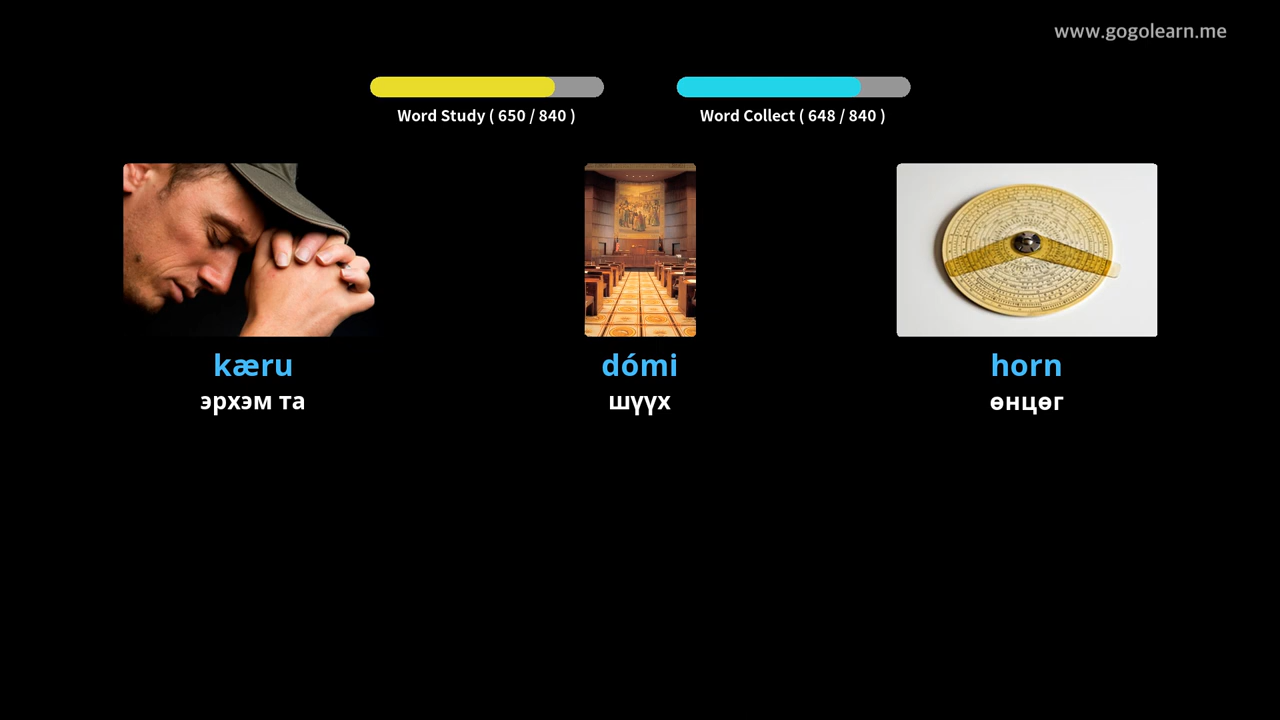 www.gogolearn.me
Word Study ( 650 / 840 )
Word Collect ( 648 / 840 )
kæru
dómi
horn
эрхэм та
шүүх
өнцөг